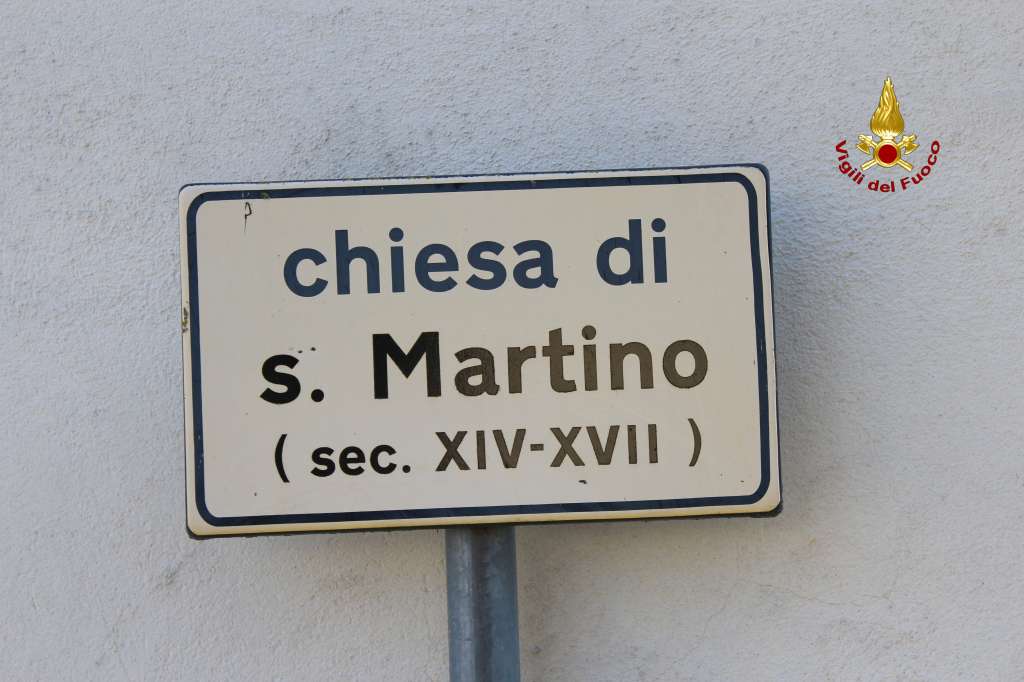 chiesa di
s. Martino
( sec. XIV-XVII )
Vigili del Fuoco